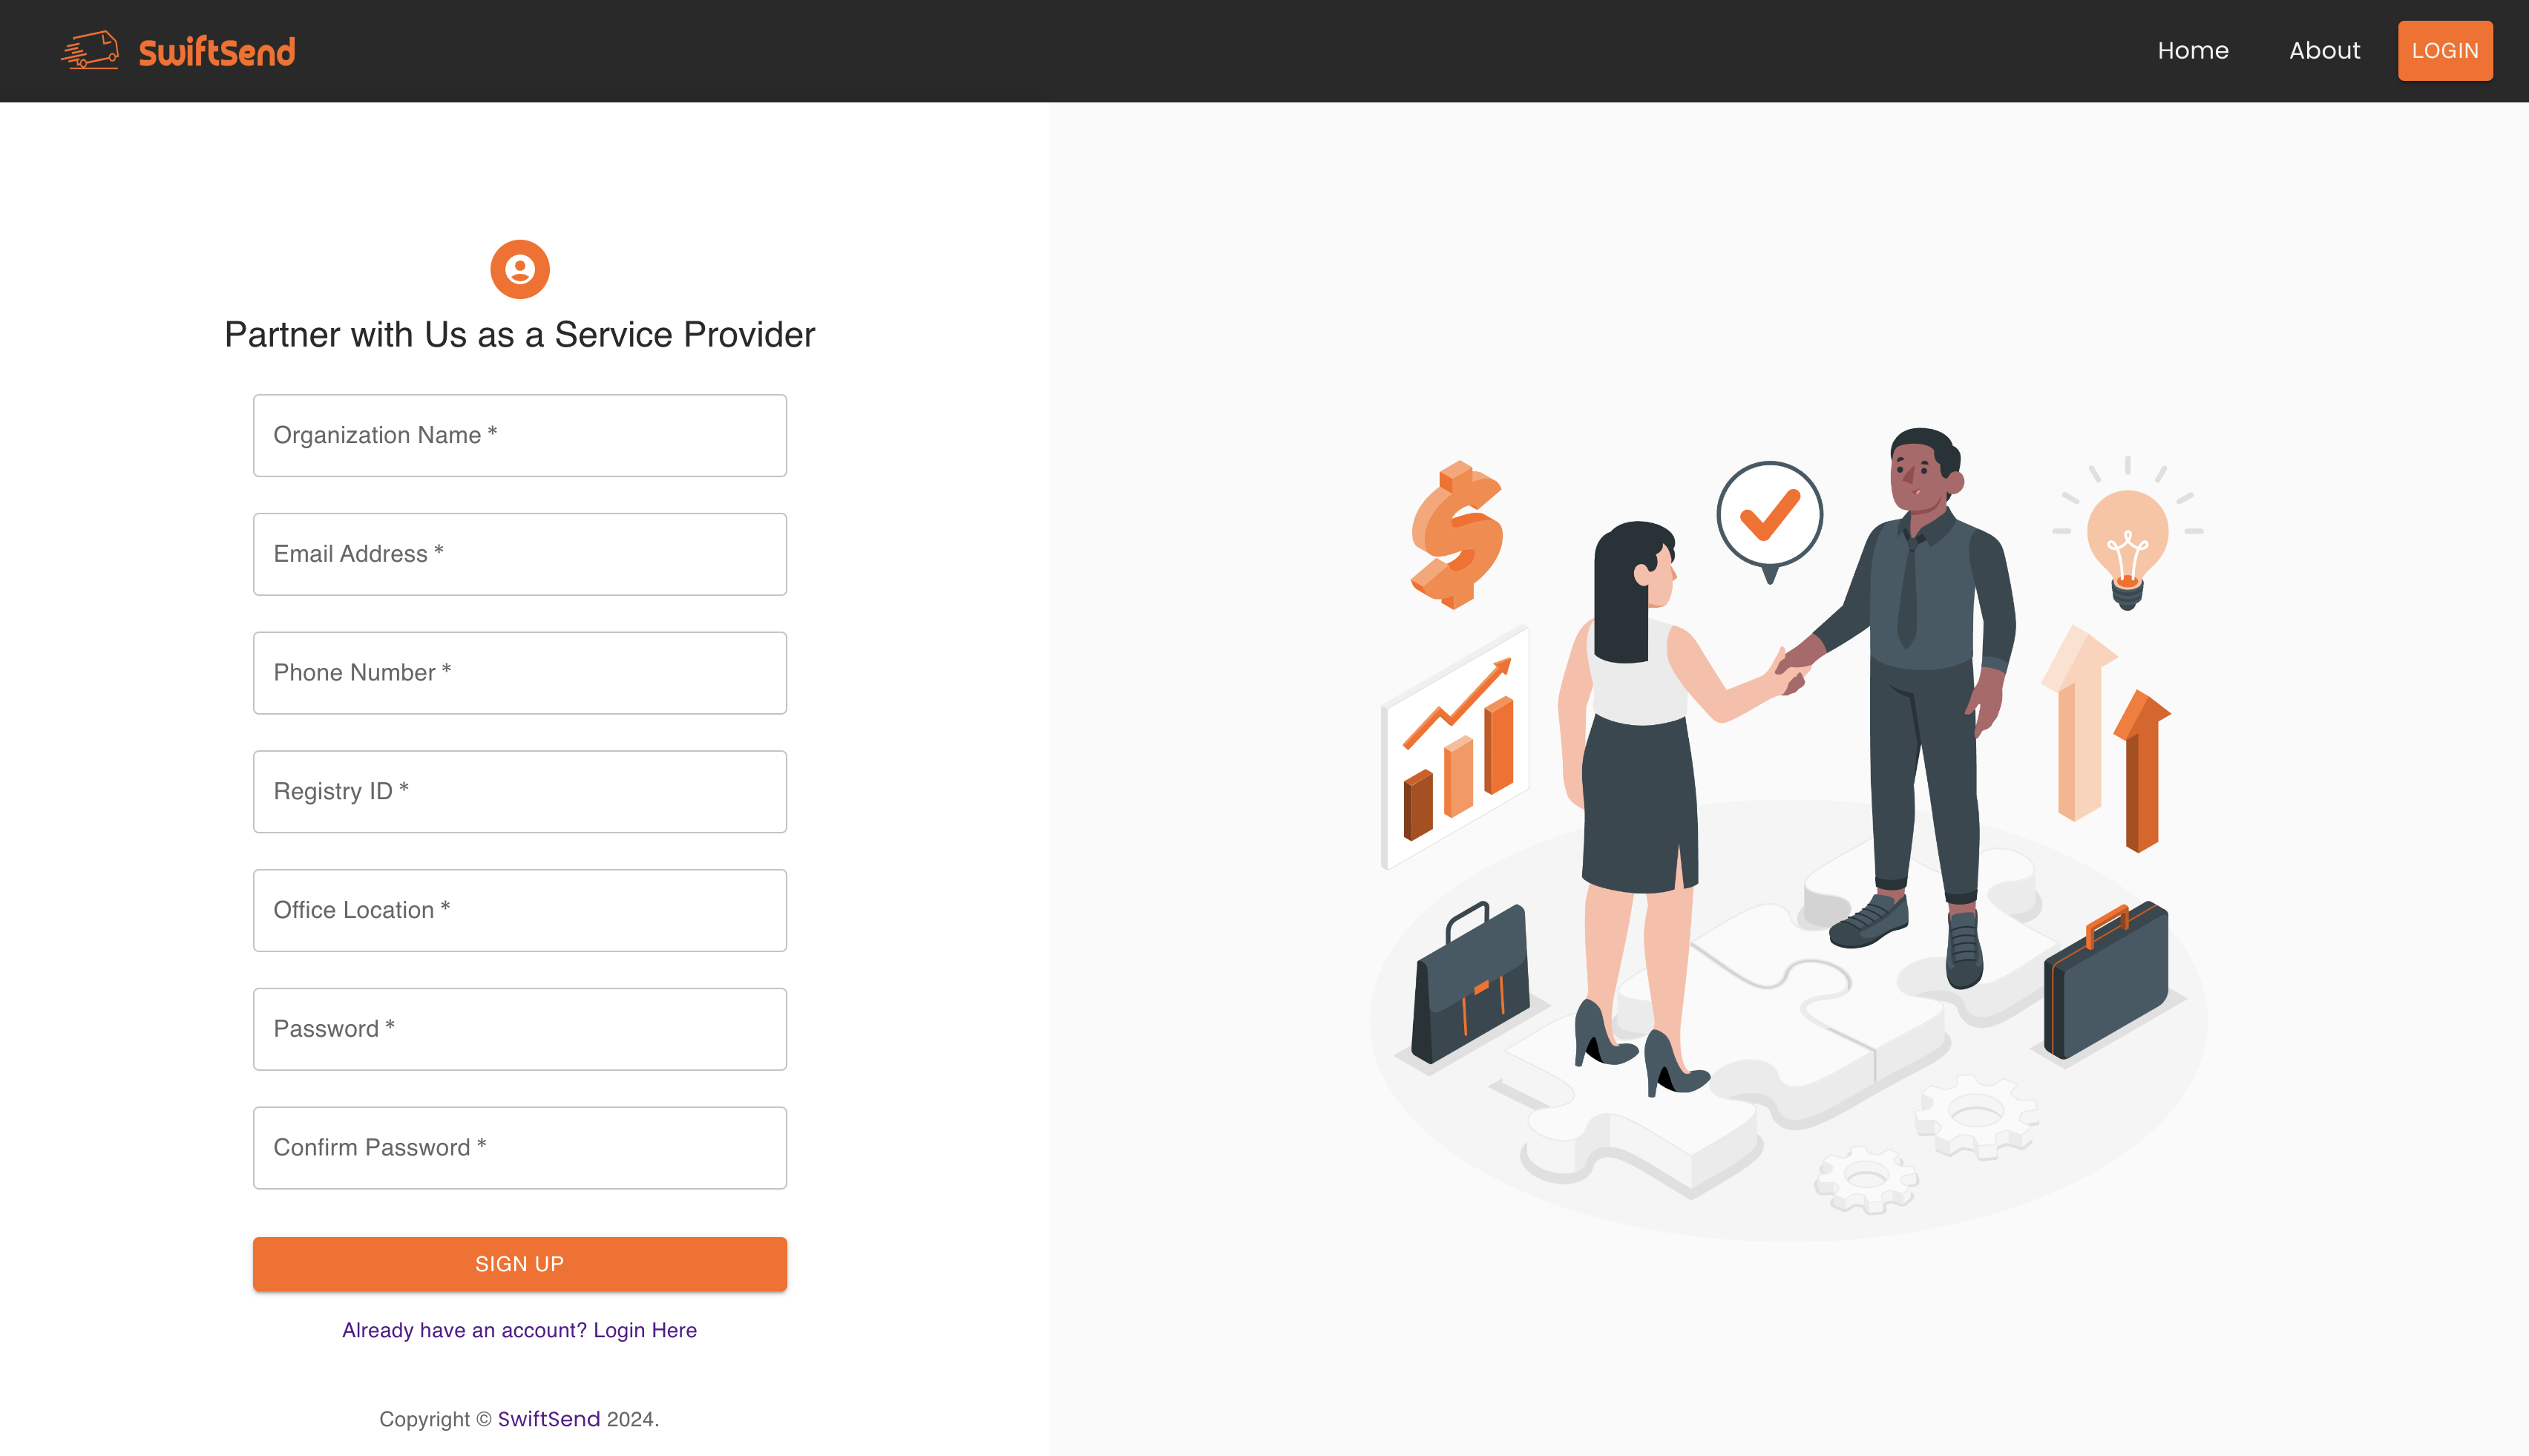 SwiftSend
Home
About
LOGIN
Partner with Us as a Service Provider
Organization Name *
Email Address *
Phone Number *
Registry ID *
Office Location *
Password *
Confirm Password *
SIGN UP
Already have an account? Login Here
Copyright © SwiftSend 2024.
$